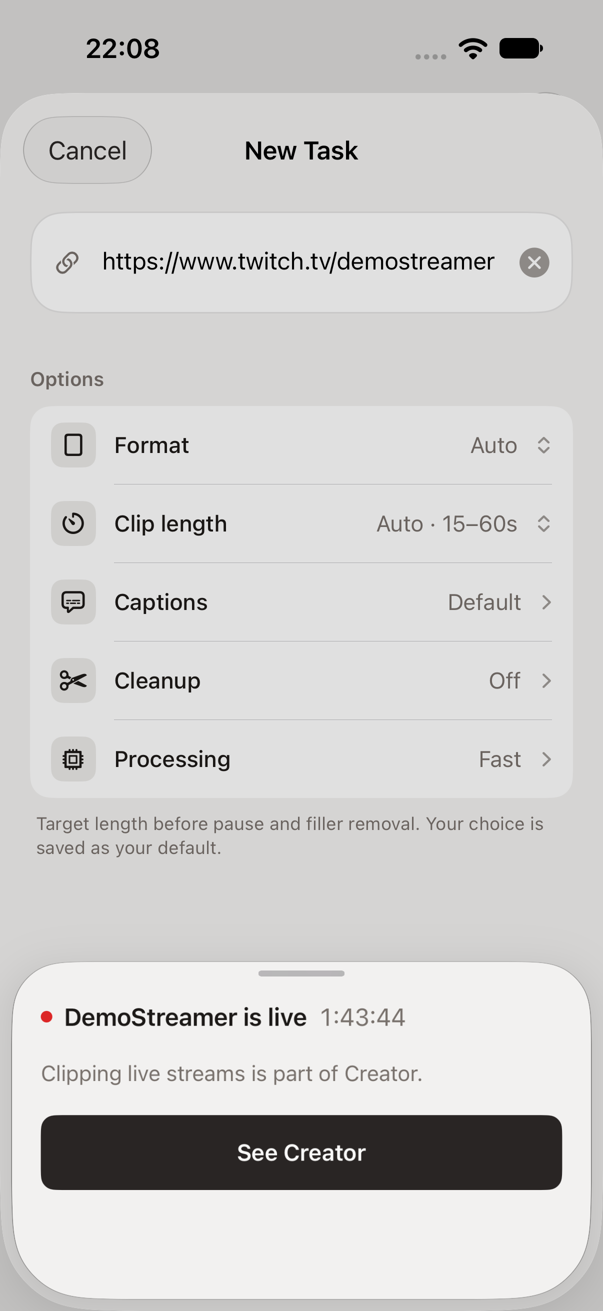 22:08
Cancel
New Task
https://www.twitch.tv/demostreamer
Options
Format
Auto
Clip length
Auto · 15–60s
Captions
Default
Cleanup
Off
Processing
Fast
Target length before pause and filler removal. Your choice is
saved as your default.
DemoStreamer is live 1:43:44
Clipping live streams is part of Creator.
See Creator